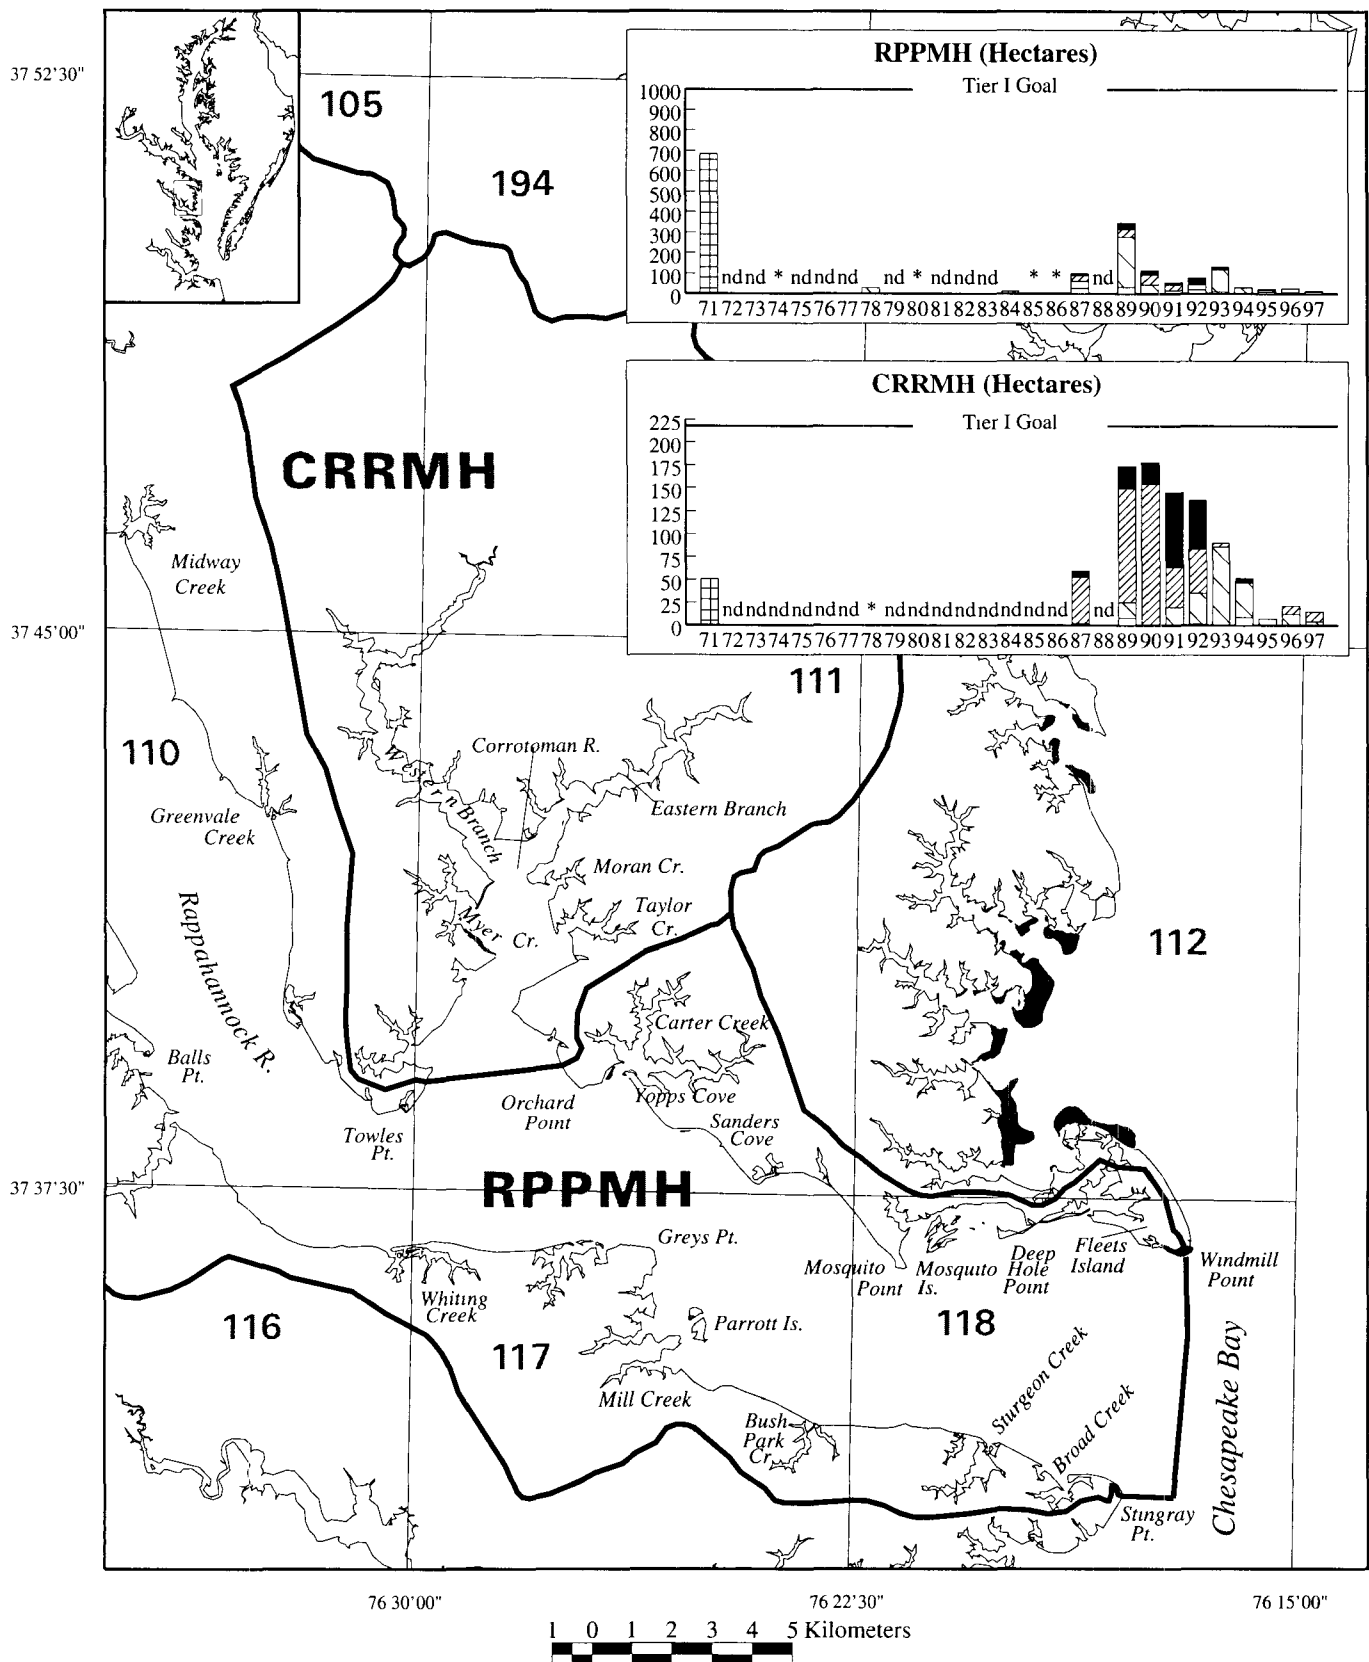 37 52'30"
105
194
RPPMH (Hectares)
Tier I Goal
1000
900
800
700
600
500
400
300
200
100
0
nd nd * nd nd nd nd * nd nd nd * * nd
71 72 73 74 75 76 77 78 79 80 81 82 83 84 85 86 87 88 89 90 91 92 93 94 95 96 97
CRRMH (Hectares)
Tier I Goal
225
200
175
150
125
100
75
50
25
0
nd nd nd nd nd nd * nd nd nd nd nd nd nd nd nd
71 72 73 74 75 76 77 78 79 80 81 82 83 84 85 86 87 88 89 90 91 92 93 94 95 96 97
CRRMH
Midway
Creek
37 45'00"
111
110
Corrotoman R.
Western Branch
Eastern Branch
Greenvale
Creek
Moran Cr.
Taylor
Cr.
Myer Cr.
112
Rappahannock R.
Carter Creek
Balls
Pt.
Orchard
Point
Yopps Cove
Sanders
Cove
Towles
Pt.
37 37'30"
RPPMH
Greys Pt.
Mosquito
Point
Mosquito
Is.
Deep
Hole
Point
Fleets
Island
Windmill
Point
Whiting
Creek
116
117
Parrott Is.
118
Mill Creek
Bush
Park
Cr.
Sturgeon Creek
Broad Creek
Chesapeake Bay
Stingray
Pt.
76 30'00"
76 22'30"
76 15'00"
1 0 1 2 3 4 5 Kilometers